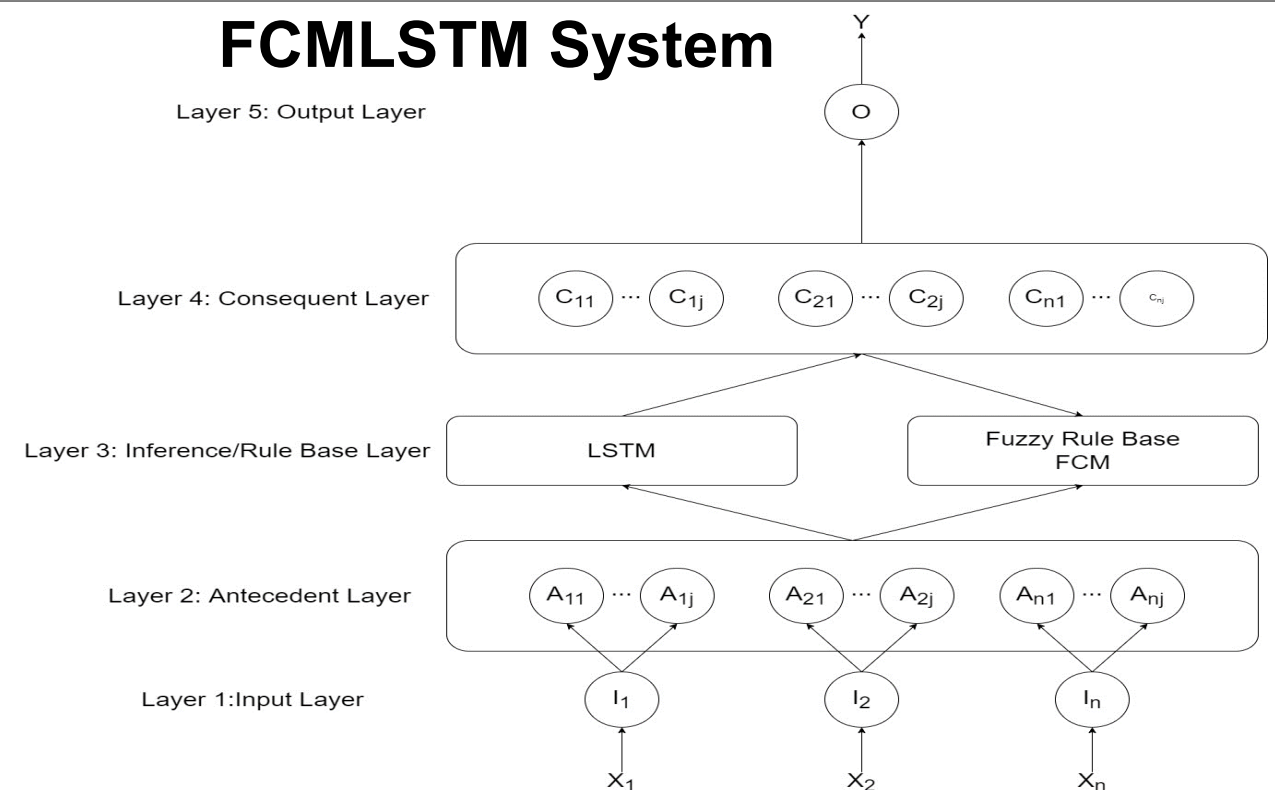 FCMLSTM System
Y
Layer 5: Output Layer
O
Layer 4: Consequent Layer
C11 ... C1j C21 ... C2j Cn1 ... Cnj
Layer 3: Inference/Rule Base Layer
LSTM
Fuzzy Rule Base
FCM
Layer 2: Antecedent Layer
A11 ... A1j A21 ... A2j An1 ... Anj
Layer 1:Input Layer
I1 I2 In
X1 X2 Xn